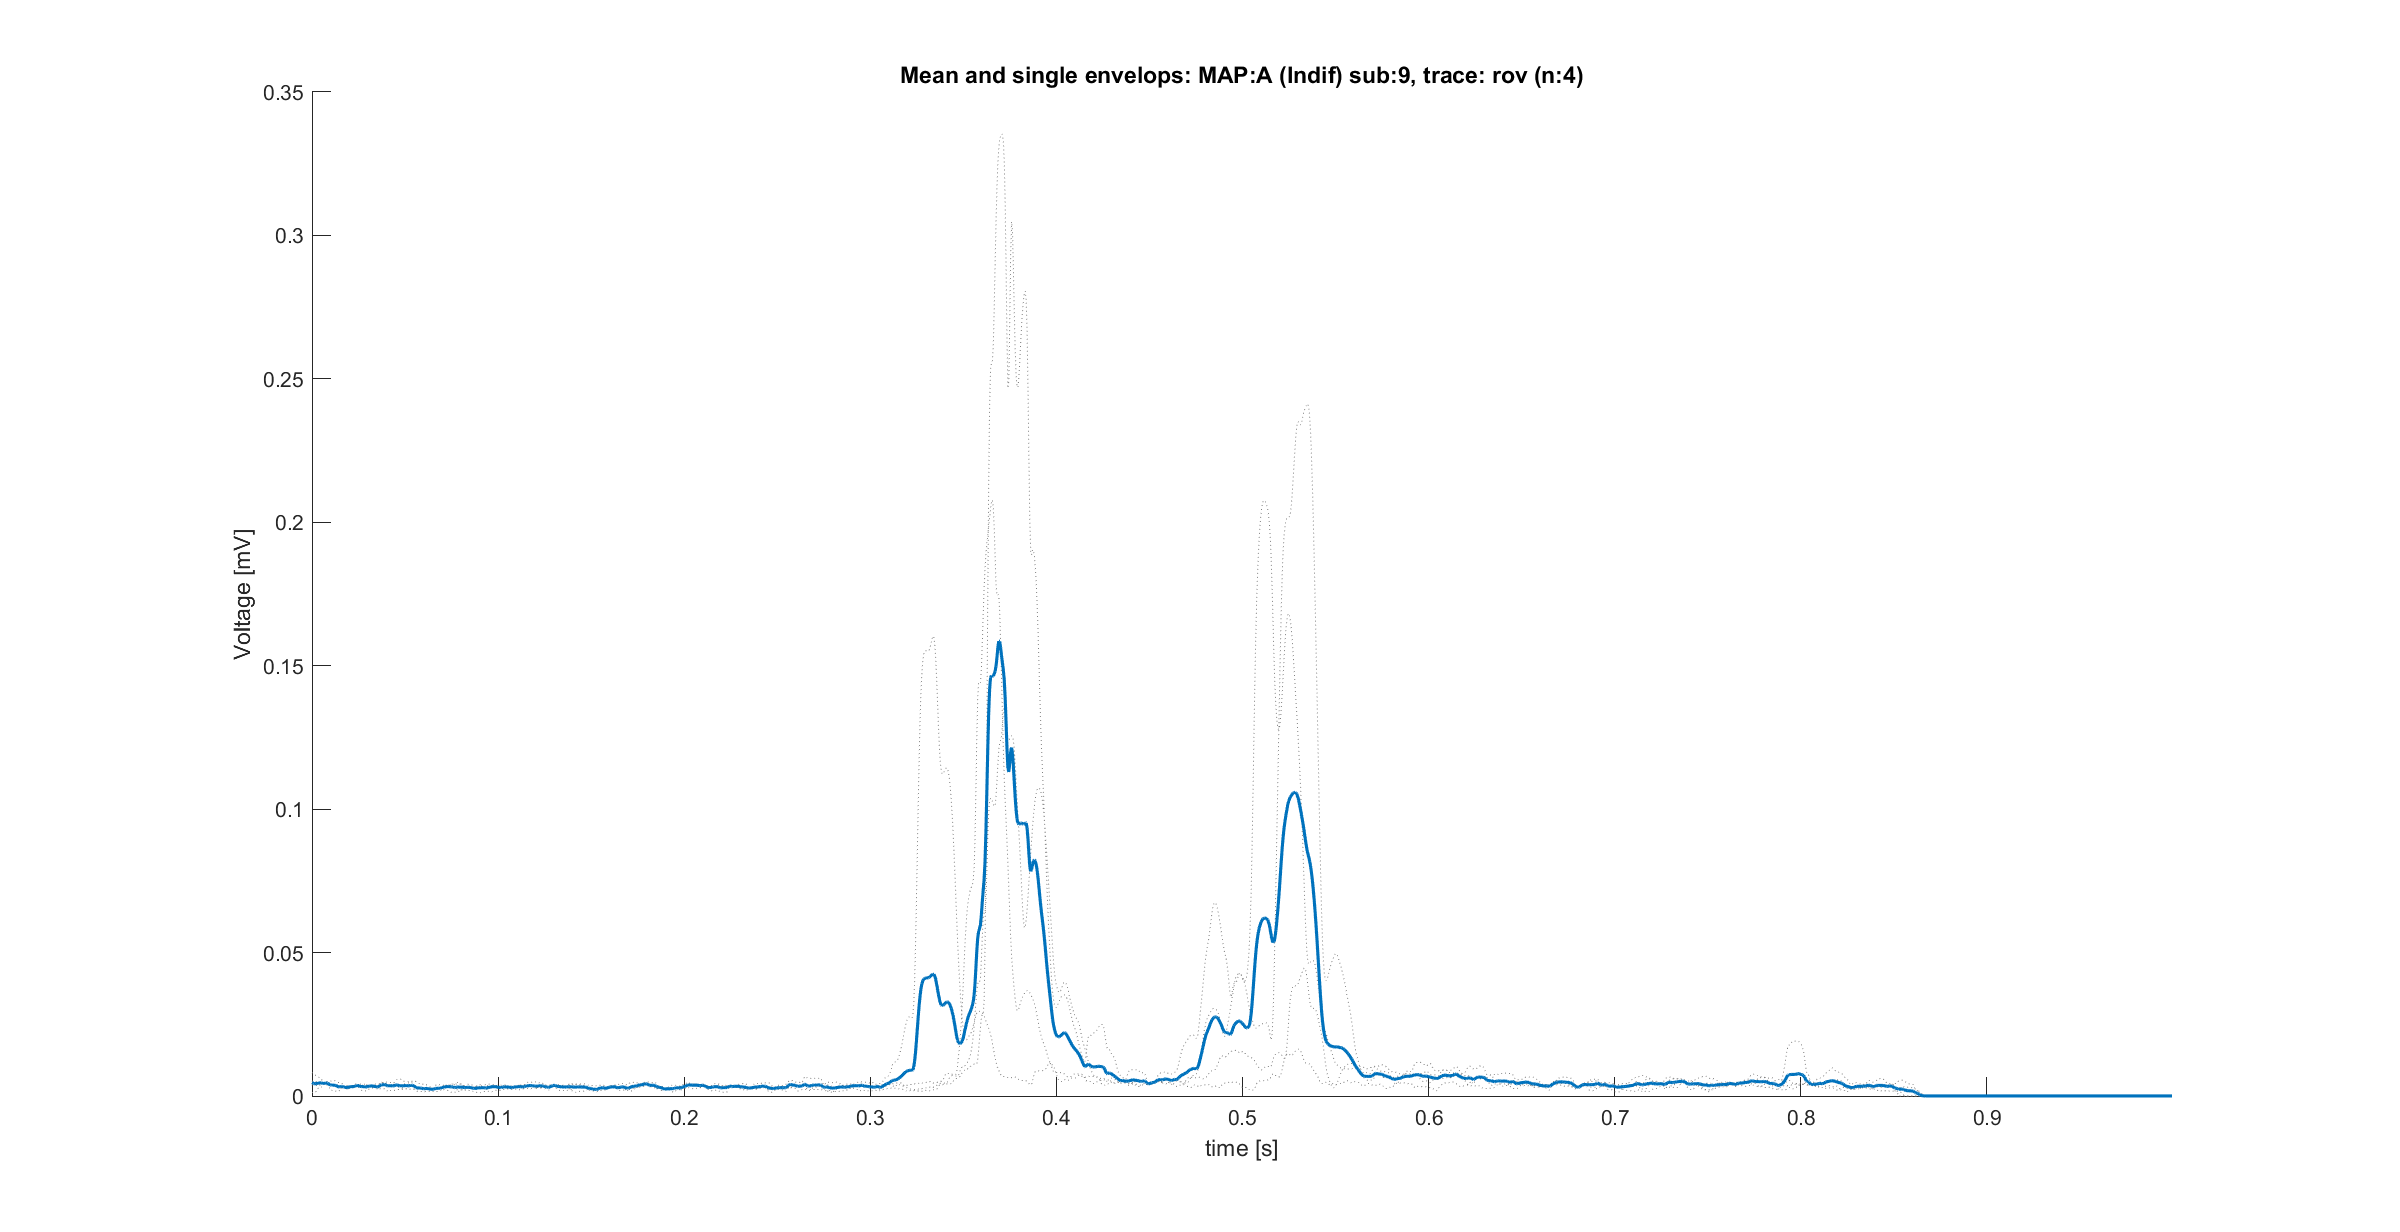 Mean and single envelops: MAP:A (Indif) sub:9, trace: rov (n:4)
0.35
0.3
0.25
0.2
0.15
0.1
0.05
0
Voltage [mV]
0 0.1 0.2 0.3 0.4 0.5 0.6 0.7 0.8 0.9
time [s]